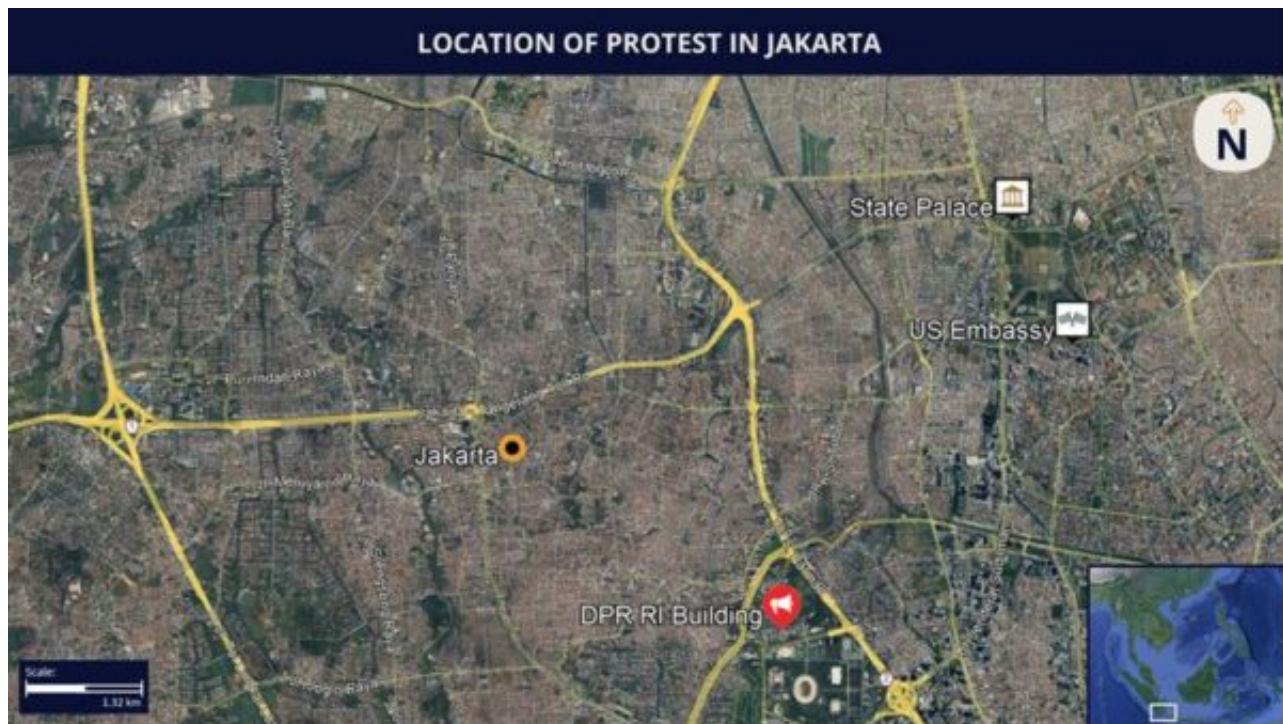 LOCATION OF PROTEST IN JAKARTA
N
State Palace
US Embassy
Jakarta
DPR RI Building
Scale:
1.32 km